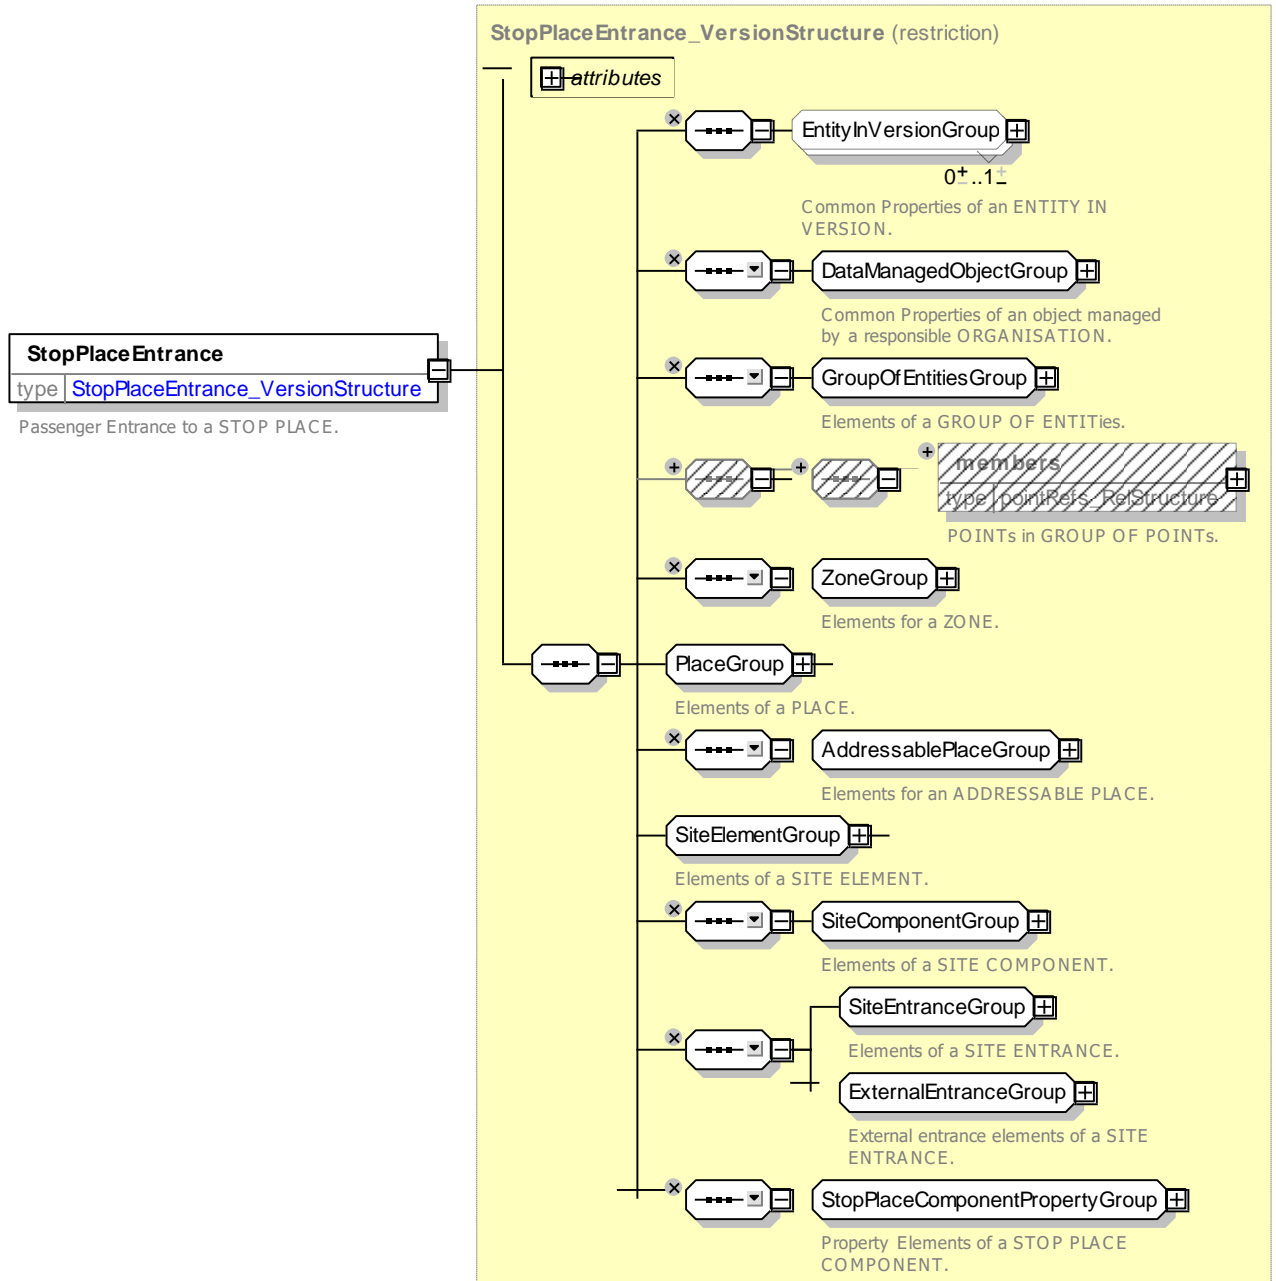 StopPlaceEntrance_VersionStructure (restriction)
attributes
EntityInVersionGroup
0..1
Common Properties of an ENTITY IN
VERSION.
DataManagedObjectGroup
Common Properties of an object managed
by a responsible ORGANISATION.
StopPlaceEntrance
type StopPlaceEntrance_VersionStructure
Passenger Entrance to a STOP PLACE.
GroupOfEntitiesGroup
Elements of a GROUP OF ENTITies.
members
type pointRefs_RelStructure
POINTs in GROUP OF POINTs.
ZoneGroup
Elements for a ZONE.
PlaceGroup
Elements of a PLACE.
AddressablePlaceGroup
Elements for an ADDRESSABLE PLACE.
SiteElementGroup
Elements of a SITE ELEMENT.
SiteComponentGroup
Elements of a SITE COMPONENT.
SiteEntranceGroup
Elements of a SITE ENTRANCE.
ExternalEntranceGroup
External entrance elements of a SITE
ENTRANCE.
StopPlaceComponentPropertyGroup
Property Elements of a STOP PLACE
COMPONENT.